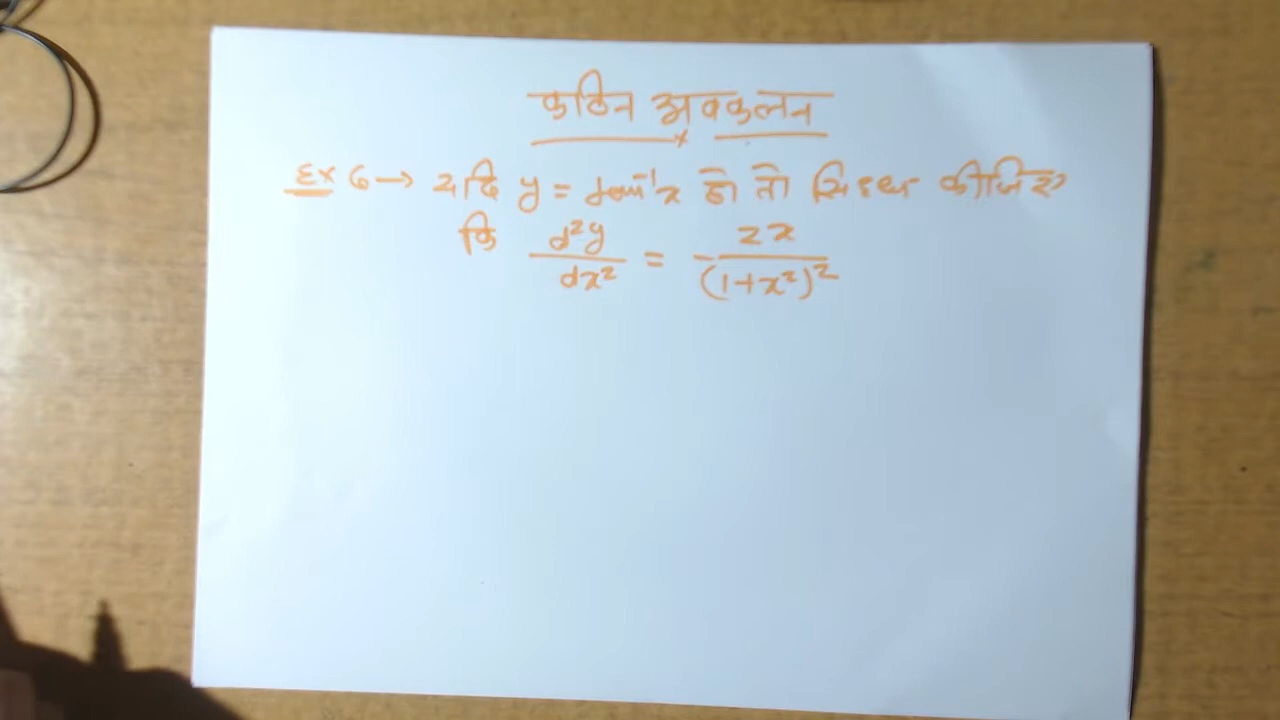 कठिन अवकलन
Ex 6 → यदि y = tan⁻¹x हो तो सिद्ध कीजिए
कि d²y/dx² = -2x/(1+x²)²